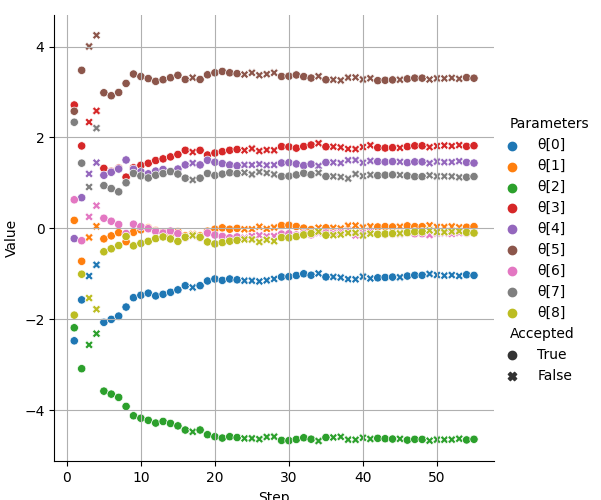 Value
4
2
0
−2
−4
0 10 20 30 40 50
Step
Parameters
θ[0]
θ[1]
θ[2]
θ[3]
θ[4]
θ[5]
θ[6]
θ[7]
θ[8]
Accepted
True
False